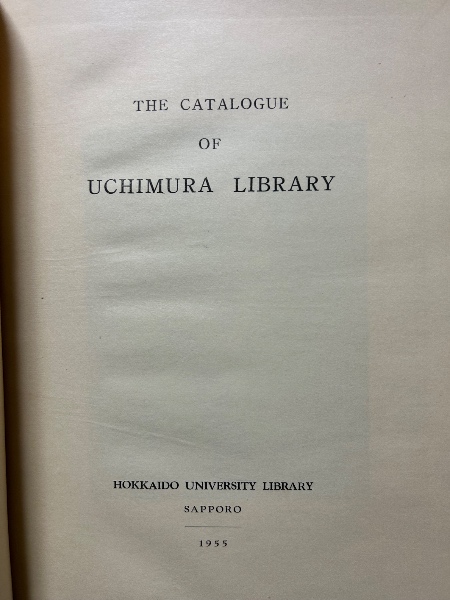 THE CATALOGUE
OF
UCHIMURA LIBRARY
HOKKAIDO UNIVERSITY LIBRARY
SAPPORO
1955